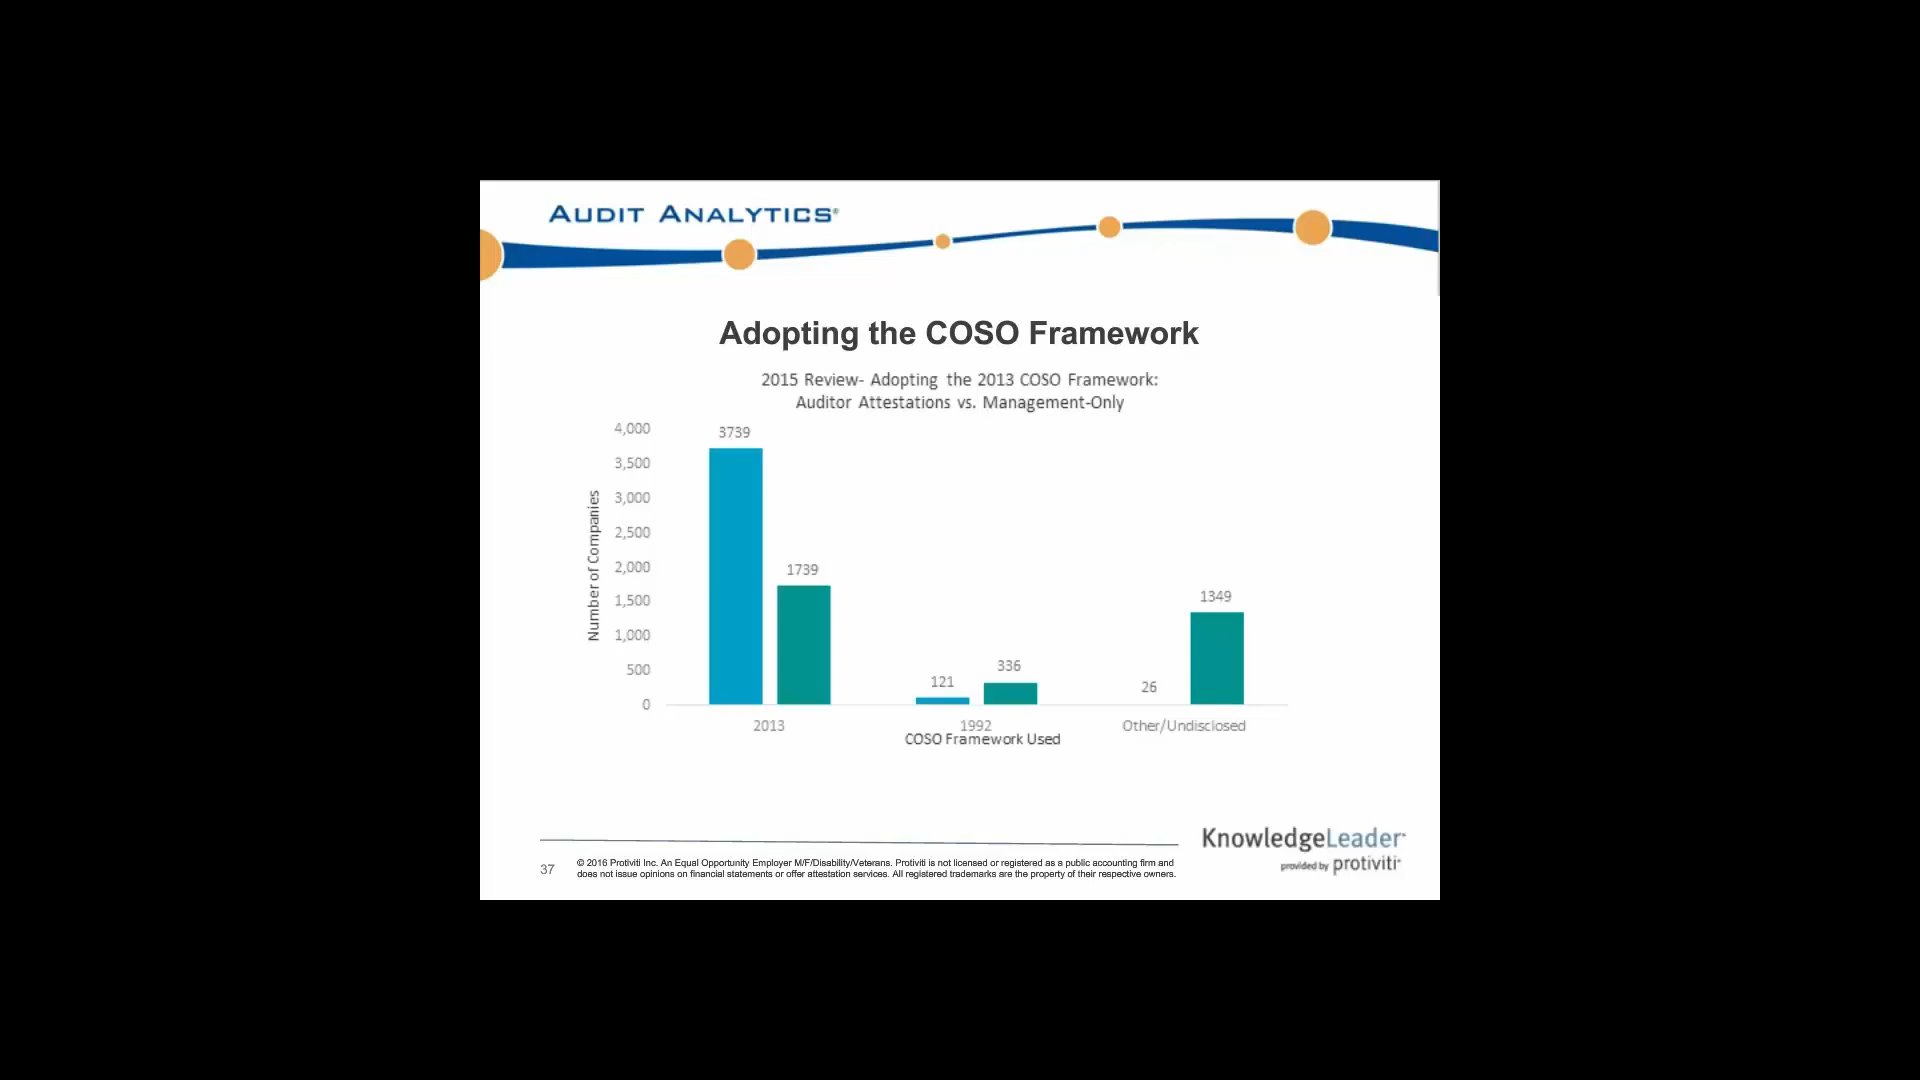 AUDIT ANALYTICS®
Adopting the COSO Framework
2015 Review- Adopting the 2013 COSO Framework:
Auditor Attestations vs. Management-Only
4,000
3,500
3,000
2,500
2,000
1,500
1,000
500
0
Number of Companies
3739
1739
121
336
26
1349
2013
1992
Other/Undisclosed
COSO Framework Used
37
© 2016 Protiviti Inc. An Equal Opportunity Employer M/F/Disability/Veterans. Protiviti is not licensed or registered as a public accounting firm and
does not issue opinions on financial statements or offer attestation services. All registered trademarks are the property of their respective owners.
KnowledgeLeader
provided by protiviti